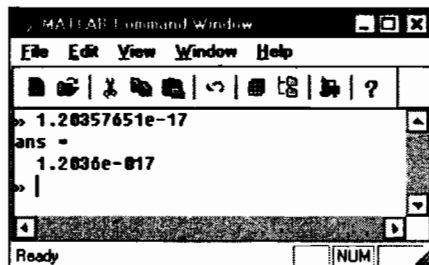 MATLAB Command Window
File Edit View Window Help
?
» 1.20357651e-17
ans =
1.2036e-017
»
Ready NUM